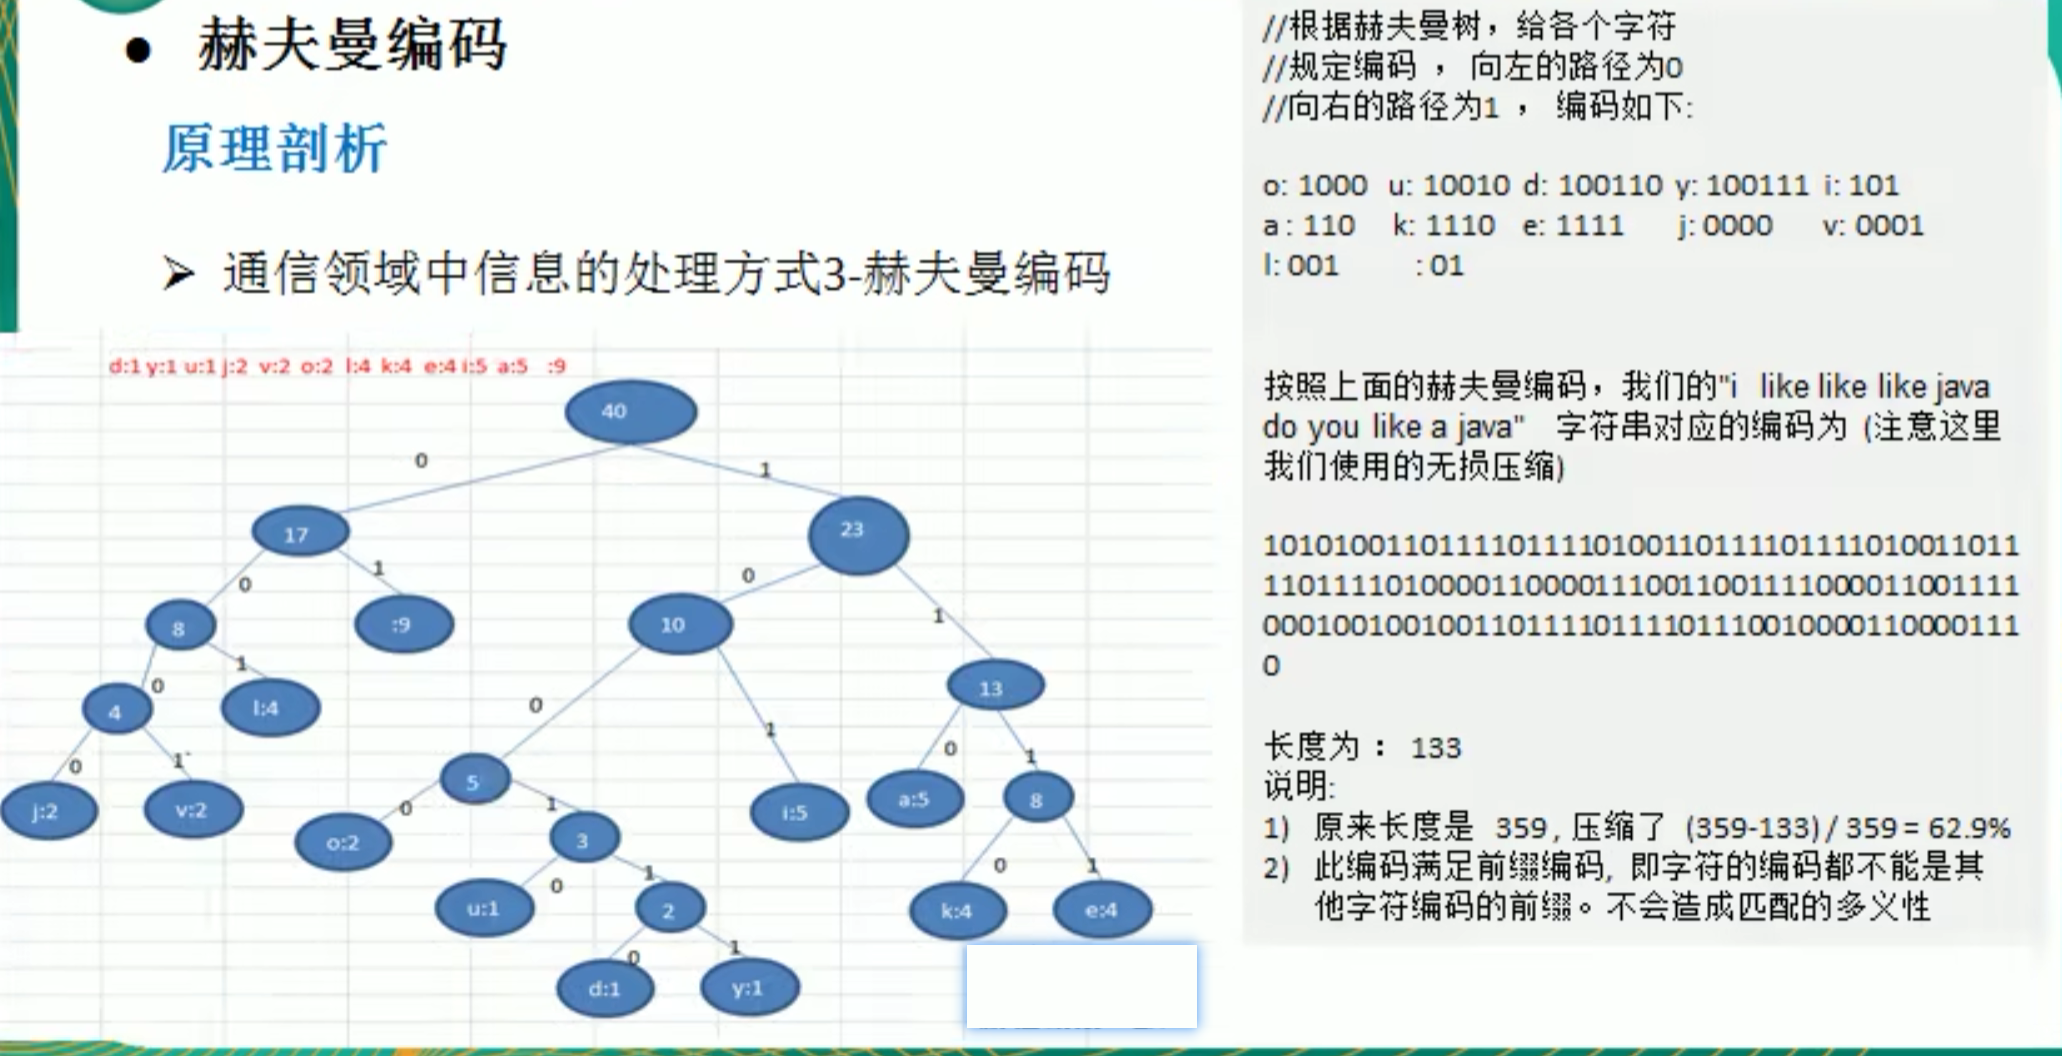 ● 赫夫曼编码
原理剖析
➢ 通信领域中信息的处理方式3-赫夫曼编码
d:1 y:1 u:1 j:2 v:2 o:2 l:4 k:4 e:4 i:5 a:5 :9
40
0
1
17
23
0
1
0
1
8
:9
10
13
0
1
0
1
0
1
4
l:4
5
i:5
a:5
8
0
1`
0
1
0
1
j:2
v:2
o:2
3
k:4
e:4
0
1
u:1
2
0
1
d:1
y:1
//根据赫夫曼树，给各个字符
//规定编码 ， 向左的路径为0
//向右的路径为1 ， 编码如下:
o: 1000 u: 10010 d: 100110 y: 100111 i: 101
a : 110 k: 1110 e: 1111 j: 0000 v: 0001
l: 001 : 01
按照上面的赫夫曼编码，我们的"i like like like java
do you like a java" 字符串对应的编码为 (注意这里
我们使用的无损压缩)
10101001101111011110100110111101111010011011
11011110100001100001110011001111000011001111
00010010010011011110111101110010000110000111
0
长度为 ： 133
说明:
1) 原来长度是 359 , 压缩了 (359-133) / 359 = 62.9%
2) 此编码满足前缀编码, 即字符的编码都不能是其
他字符编码的前缀。不会造成匹配的多义性